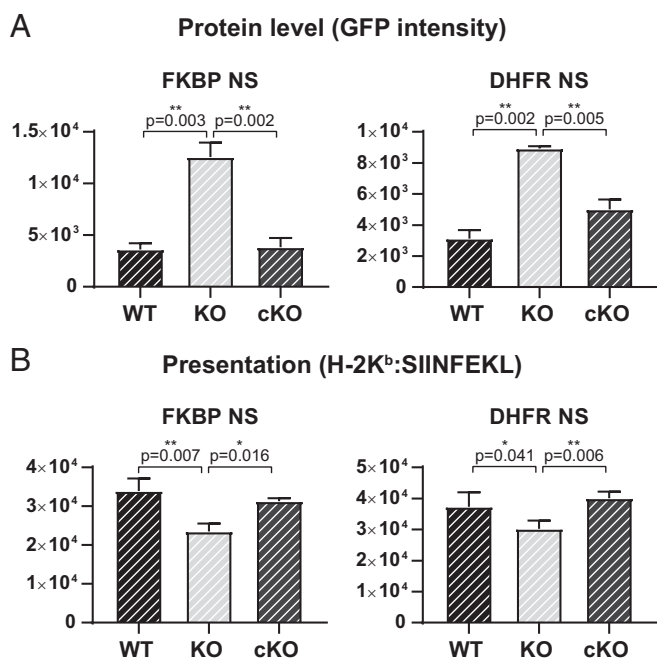 A Protein level (GFP intensity)
FKBP NS
DHFR NS
** **
p=0.003 p=0.002
** **
p=0.002 p=0.005
1.5×10⁴
1×10⁴
5×10³
0
1×10⁴
8×10³
6×10³
4×10³
2×10³
0
WT KO cKO
WT KO cKO
B Presentation (H-2Kᵇ:SIINFEKL)
FKBP NS
DHFR NS
** *
p=0.007 p=0.016
* **
p=0.041 p=0.006
4×10⁴
3×10⁴
2×10⁴
1×10⁴
0
5×10⁴
4×10⁴
3×10⁴
2×10⁴
1×10⁴
0
WT KO cKO
WT KO cKO